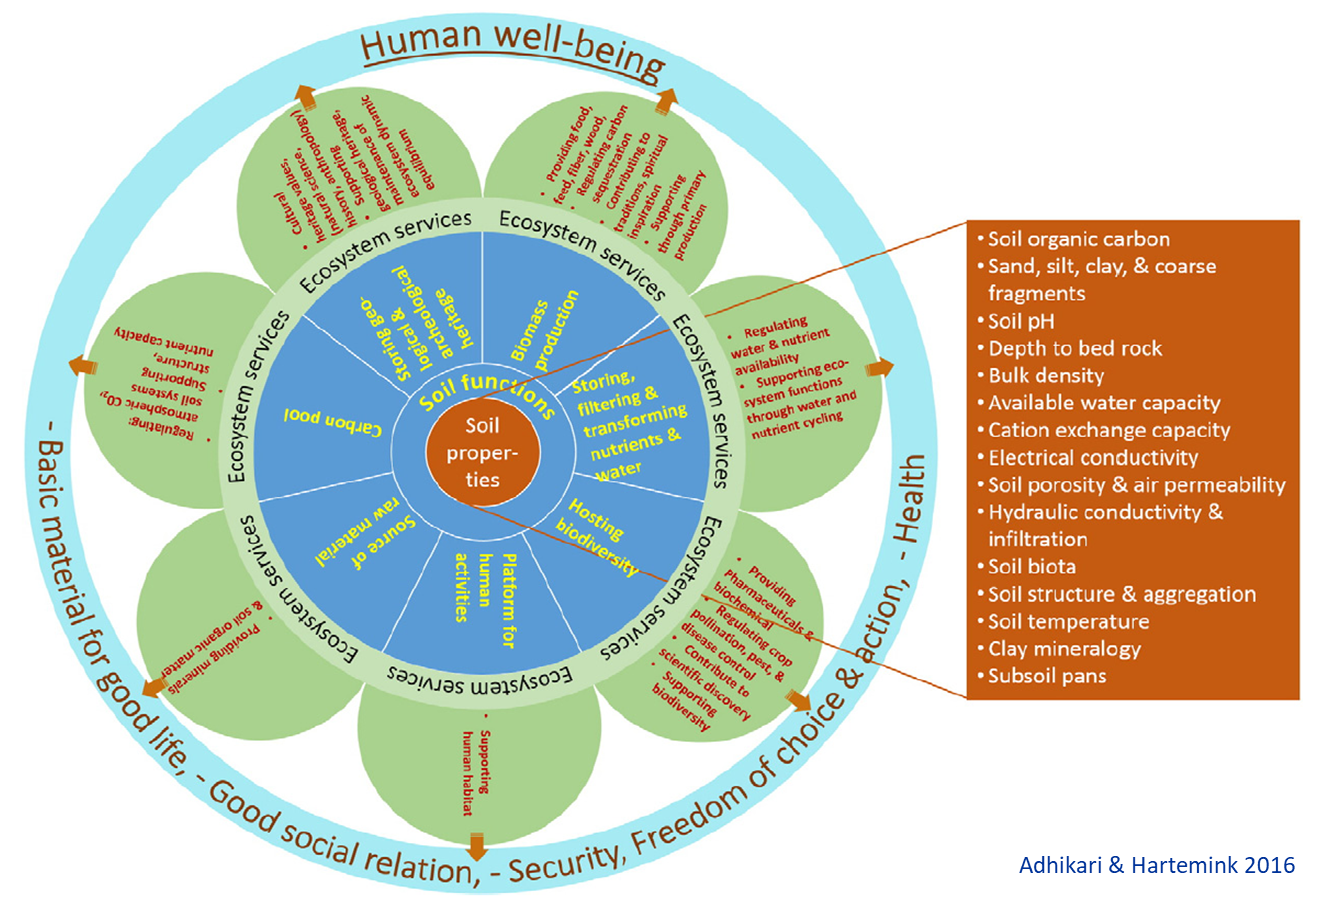 Human well-being
- Health
- Basic material for good life, - Good social relation, - Security, Freedom of choice & action,
Cultural
heritage values,
(natural science,
history, anthropology)
• Supporting
geological heritage,
• maintenance of
ecosystem dynamic
equilibrium
• Providing food,
feed, fiber, wood,
• Regulating carbon
sequestration
• Contributing to
traditions, spiritual
inspiration
• Supporting
through primary
production
• Regulating
water & nutrient
availability
• Supporting eco-
system functions
through water and
nutrient cycling
• Providing
Pharmaceuticals &
biochemical
• Regulating crop
pollination, pest, &
disease control
• Contribute to
scientific discovery
• Supporting
biodiversity
• Supporting
human habitat
• Providing minerals
& soil organic matter
• Regulating:
atmospheric CO₂,
soil systems
• Supporting
structure,
nutrient capacity
Ecosystem services
Ecosystem services
Ecosystem services
Ecosystem services
Ecosystem services
Ecosystem services
Ecosystem services
Storing geo-
logical &
archeological
heritage
Biomass
production
Storing,
filtering &
transforming
nutrients &
water
Hosting
biodiversity
Platform for
human
activities
Source of
raw material
Carbon pool
Soil functions
Soil
proper-
ties
• Soil organic carbon
• Sand, silt, clay, & coarse
fragments
• Soil pH
• Depth to bed rock
• Bulk density
• Available water capacity
• Cation exchange capacity
• Electrical conductivity
• Soil porosity & air permeability
• Hydraulic conductivity &
infiltration
• Soil biota
• Soil structure & aggregation
• Soil temperature
• Clay mineralogy
• Subsoil pans
Adhikari & Hartemink 2016